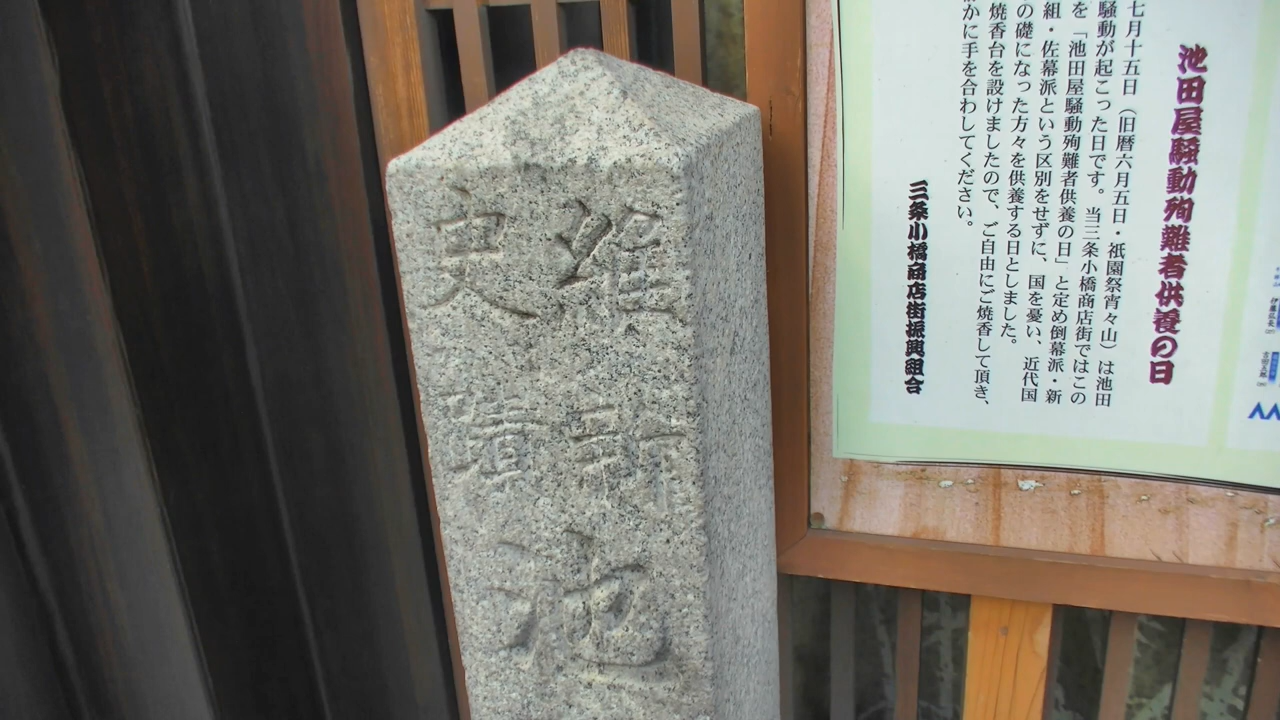 維新
史蹟
池
池田屋騒動殉難者供養の日
七月十五日(旧暦六月五日・祇園祭宵々山)は池田
騒動が起こった日です。当三条小橋商店街ではこの
を「池田屋騒動殉難者供養の日」と定め倒幕派・新
組・佐幕派という区別をせずに、国を憂い、近代国
の礎になった方々を供養する日としました。
焼香台を設けましたので、ご自由にご焼香して頂き、
かに手を合わしてください。
三条小橋商店街振興組合